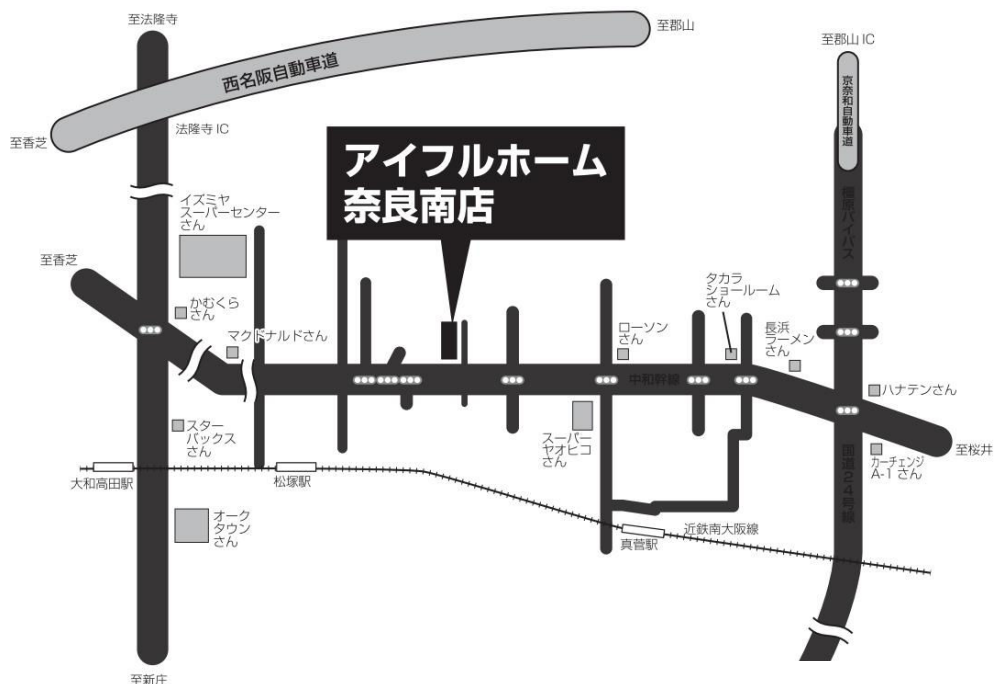 至法隆寺
至郡山
西名阪自動車道
至郡山 IC
京奈和自動車道
至香芝
法隆寺 IC
アイフルホーム
奈良南店
イズミヤ
スーパーセンター
さん
橿原バイパス
至香芝
かむくら
さん
マクドナルドさん
タカラ
ショールーム
さん
ローソン
さん
長浜
ラーメン
さん
中和幹線
ハナテンさん
スター
バックス
さん
スーパー
ヤオヒコ
さん
至桜井
カーチェンジ
A-1 さん
国道24号線
大和高田駅
松塚駅
オーク
タウン
さん
近鉄南大阪線
真菅駅
至新庄